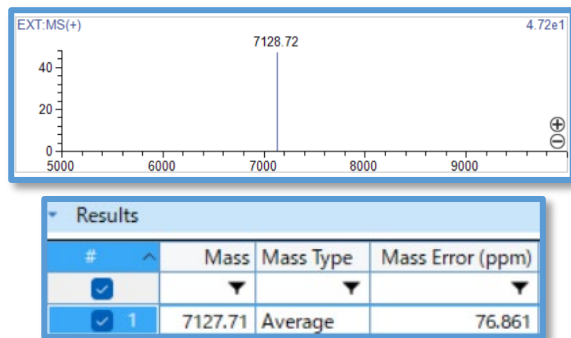 EXT:MS(+) 4.72e1
7128.72
40
20
0
5000 6000 7000 8000 9000
Results
# Mass Mass Type Mass Error (ppm)
1 7127.71 Average 76.861